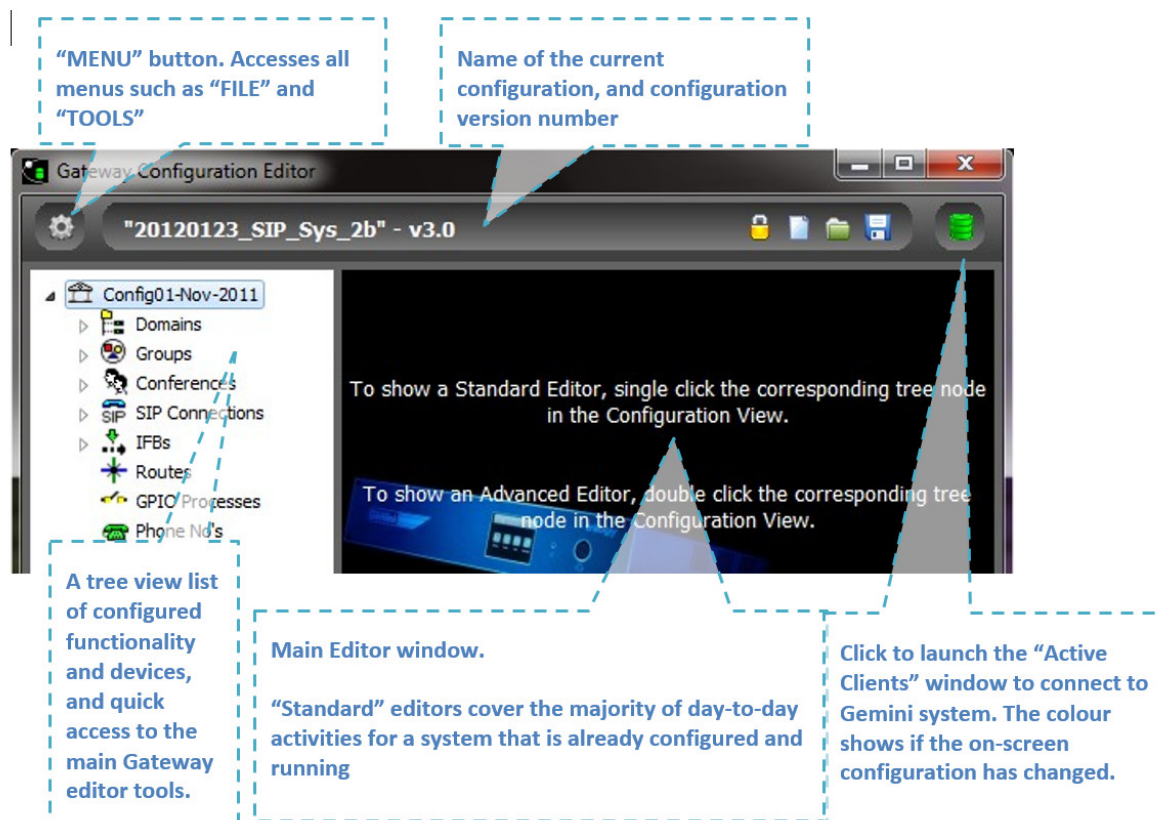 “MENU” button. Accesses all
menus such as “FILE” and
“TOOLS”
Name of the current
configuration, and configuration
version number
Gateway Configuration Editor
"20120123_SIP_Sys_2b" - v3.0
Config01-Nov-2011
Domains
Groups
Conferences
SIP SIP Connections
IFBs
Routes
GPIO Processes
Phone No's
To show a Standard Editor, single click the corresponding tree node
in the Configuration View.
To show an Advanced Editor, double click the corresponding tree
node in the Configuration View.
A tree view list
of configured
functionality
and devices,
and quick
access to the
main Gateway
editor tools.
Main Editor window.
“Standard” editors cover the majority of day-to-day
activities for a system that is already configured and
running
Click to launch the “Active
Clients” window to connect to
Gemini system. The colour
shows if the on-screen
configuration has changed.